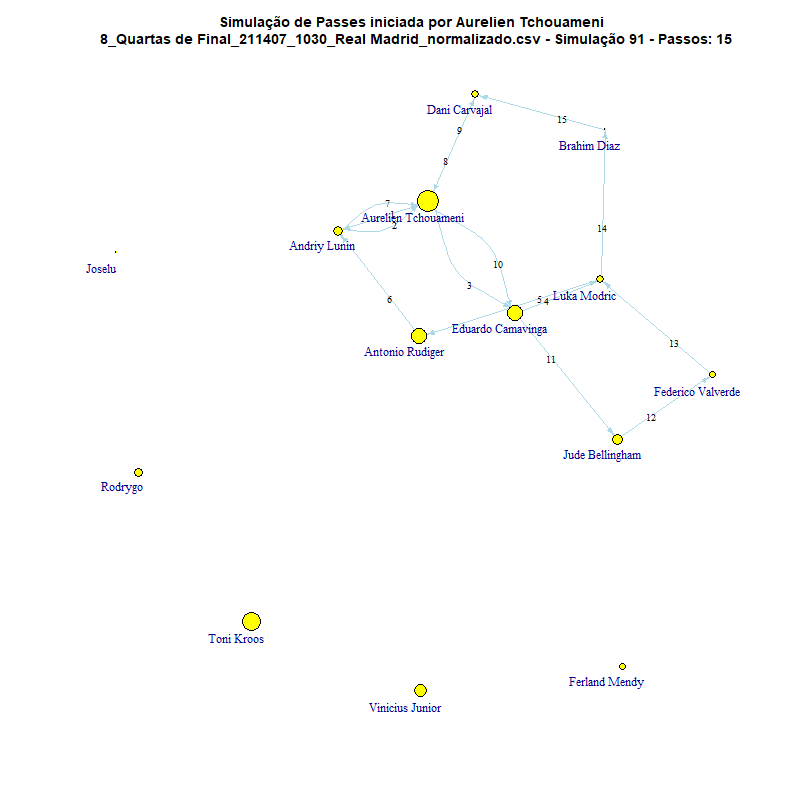 Simulação de Passes iniciada por Aurelien Tchouameni
8_Quartas de Final_211407_1030_Real Madrid_normalizado.csv - Simulação 91 - Passos: 15
Dani Carvajal
15
9
Brahim Diaz
8
7
1
Aurelien Tchouameni
2
14
Andriy Lunin
Joselu
10
3
Luka Modric
6
5
4
Eduardo Camavinga
13
Antonio Rudiger
11
Federico Valverde
12
Jude Bellingham
Rodrygo
Toni Kroos
Ferland Mendy
Vinicius Junior